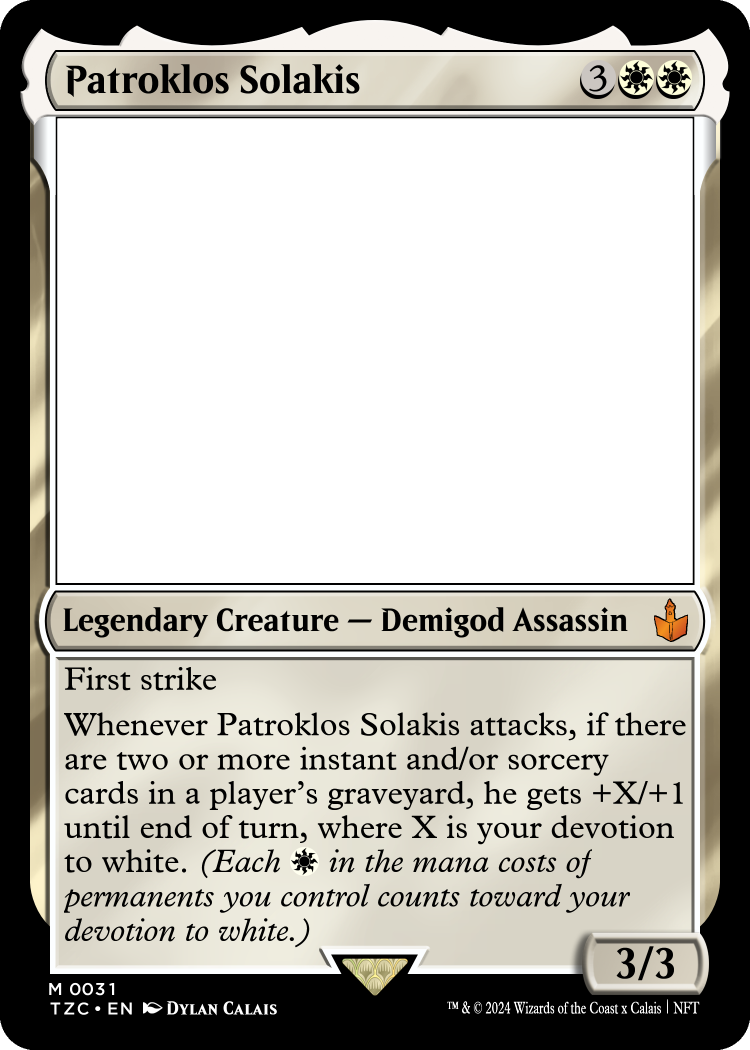 Patroklos Solakis 3
Legendary Creature — Demigod Assassin
First strike
Whenever Patroklos Solakis attacks, if there
are two or more instant and/or sorcery
cards in a player’s graveyard, he gets +X/+1
until end of turn, where X is your devotion
to white. (Each in the mana costs of
permanents you control counts toward your
devotion to white.)
3/3
M 0031
TZC • EN DYLAN CALAIS
™ & © 2024 Wizards of the Coast x Calais | NFT